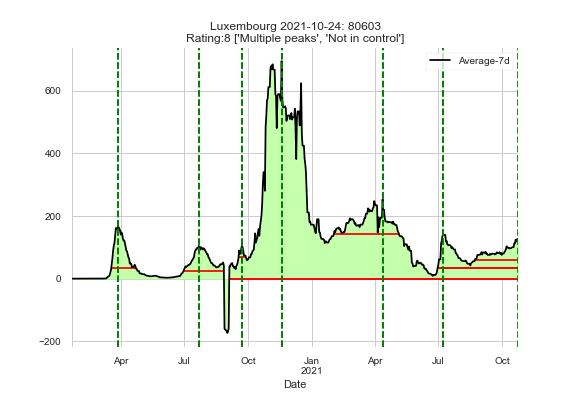 Luxembourg 2021-10-24: 80603
Rating:8 ['Multiple peaks', 'Not in control']
Average-7d
600
400
200
0
−200
Apr
Jul
Oct
Jan
2021
Apr
Jul
Oct
Date